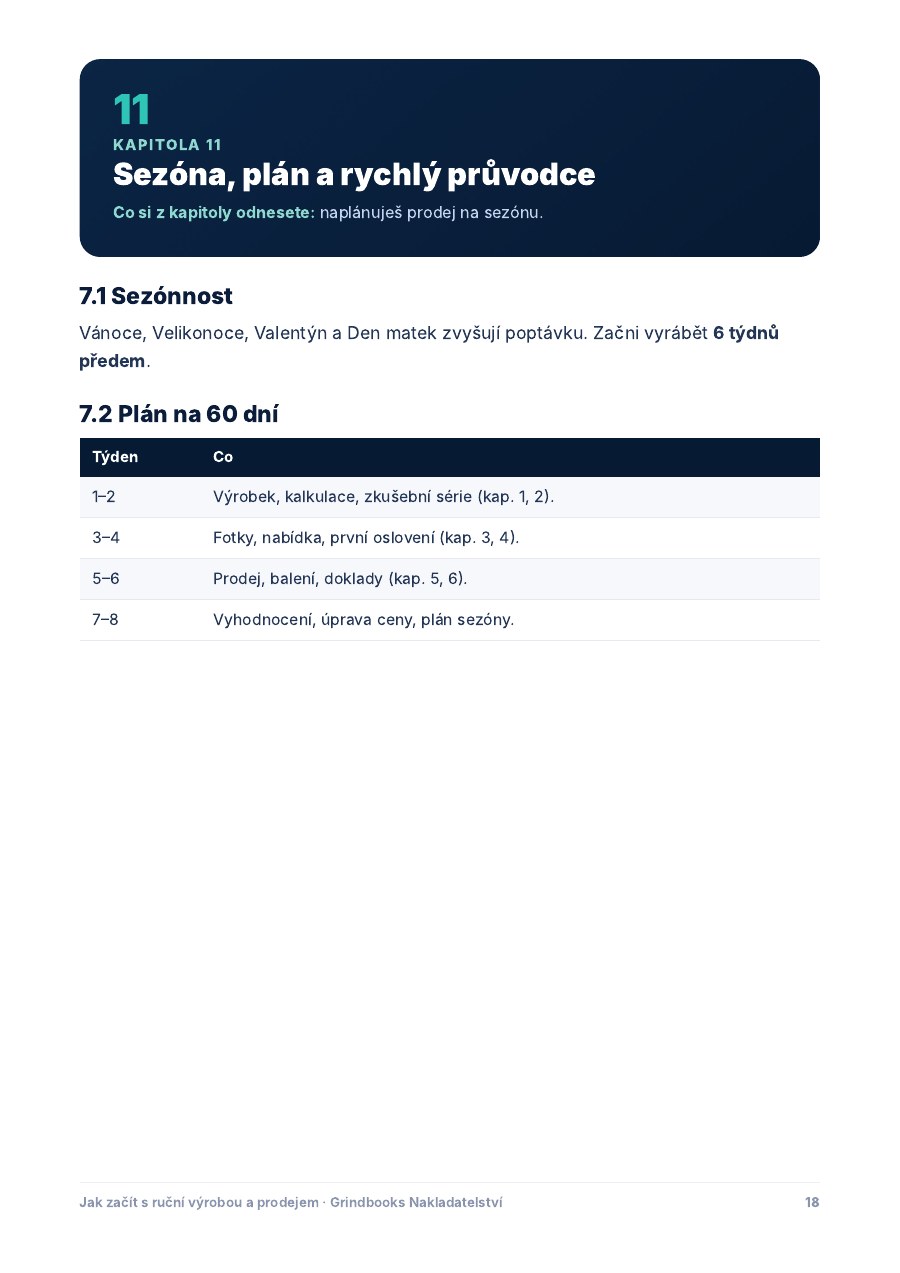 11
KAPITOLA 11
Sezóna, plán a rychlý průvodce
Co si z kapitoly odnesete: naplánuješ prodej na sezónu.
7.1 Sezónnost
Vánoce, Velikonoce, Valentýn a Den matek zvyšují poptávku. Začni vyrábět 6 týdnů
předem.
7.2 Plán na 60 dní
Týden Co
1–2 Výrobek, kalkulace, zkušební série (kap. 1, 2).
3–4 Fotky, nabídka, první oslovení (kap. 3, 4).
5–6 Prodej, balení, doklady (kap. 5, 6).
7–8 Vyhodnocení, úprava ceny, plán sezóny.
Jak začít s ruční výrobou a prodejem · Grindbooks Nakladatelství 18